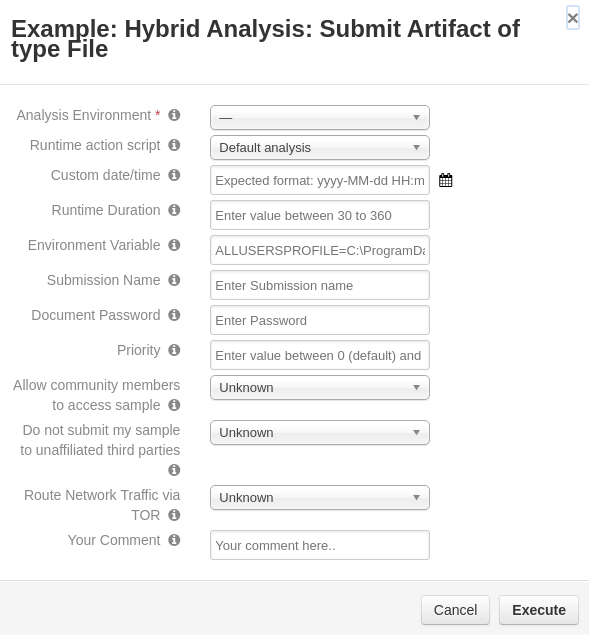 Example: Hybrid Analysis: Submit Artifact of
type File
×
Analysis Environment *
—
Runtime action script
Default analysis
Custom date/time
Expected format: yyyy-MM-dd HH:m
Runtime Duration
Enter value between 30 to 360
Environment Variable
ALLUSERSPROFILE=C:\ProgramDa
Submission Name
Enter Submission name
Document Password
Enter Password
Priority
Enter value between 0 (default) and
Allow community members
to access sample
Unknown
Do not submit my sample
to unaffiliated third parties
Unknown
Route Network Traffic via
TOR
Unknown
Your Comment
Your comment here..
Cancel
Execute